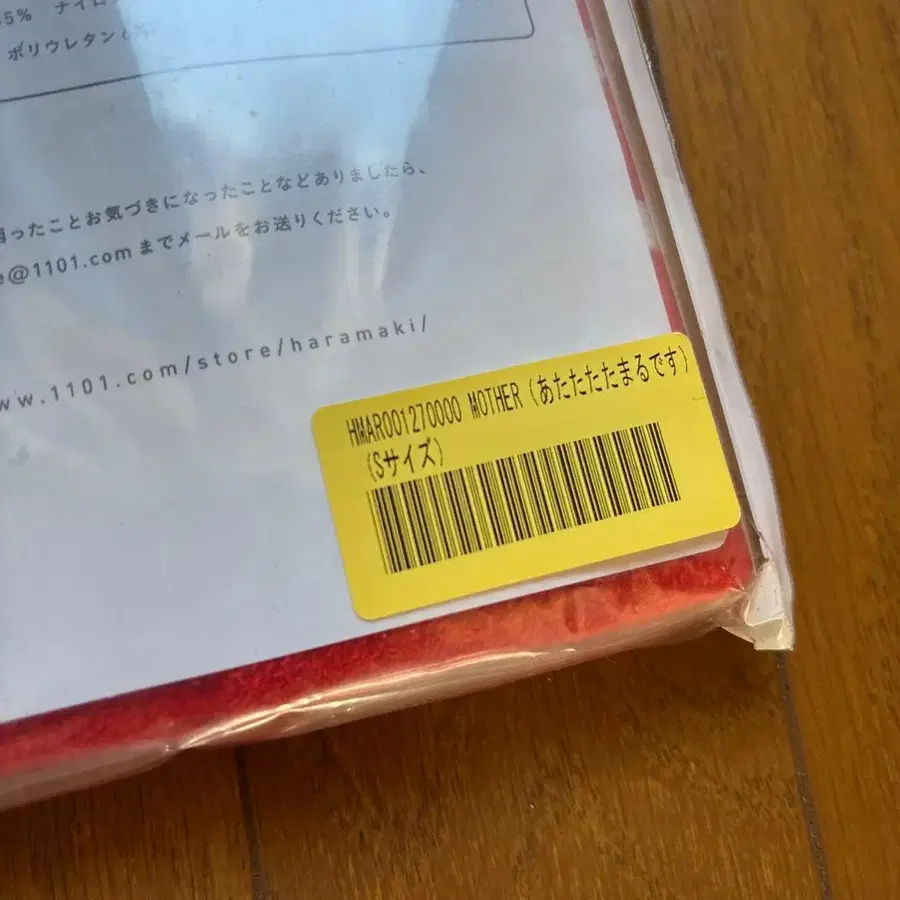 5% ナイロン
ポリウレタン
ったことお気づきになったことなどありましたら、
e@1101.com までメールをお送りください。
ww.1101.com/store/haramaki/
HMAR001270000 MOTHER (あたたたたまるです)
(Sサイズ)